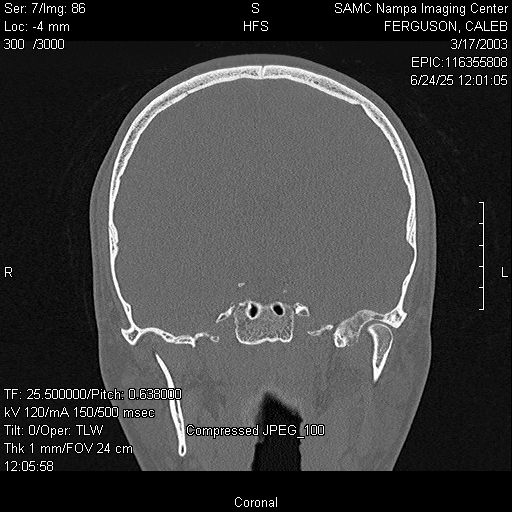 Ser: 7/Img: 86
Loc: -4 mm
300 /3000
S
HFS
SAMC Nampa Imaging Center
FERGUSON, CALEB
3/17/2003
EPIC:116355808
6/24/25 12:01:05
R
L
TF: 25.500000/Pitch: 0.638000
kV 120/mA 150/500 msec
Tilt: 0/Oper: TLW
Thk 1 mm/FOV 24 cm
12:05:58
Compressed JPEG_100
Coronal